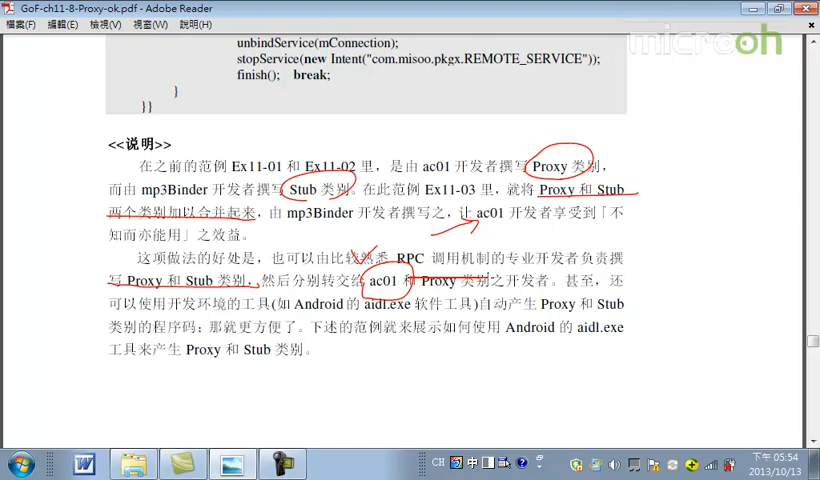 GoF-ch11-8-Proxy-ok.pdf - Adobe Reader
檔案(F) 編輯(E) 檢視(V) 視窗(W) 說明(H)
microoh
unbindService(mConnection);
stopService(new Intent("com.misoo.pkgx.REMOTE_SERVICE"));
finish(); break;
}
}}
<<说明>>
在之前的范例 Ex11-01 和 Ex11-02 里，是由 ac01 开发者撰写 Proxy 类别，
而由 mp3Binder 开发者撰写 Stub 类别。在此范例 Ex11-03 里，就将 Proxy 和 Stub
两个类别加以合并起来，由 mp3Binder 开发者撰写之，让 ac01 开发者享受到「不
知而亦能用」之效益。
这项做法的好处是，也可以由比较熟悉 RPC 调用机制的专业开发者负责撰
写 Proxy 和 Stub 类别，然后分别转交给 ac01 和 Proxy 类别之开发者。甚至，还
可以使用开发环境的工具(如 Android 的 aidl.exe 软件工具)自动产生 Proxy 和 Stub
类别的程序码；那就更方便了。下述的范例就来展示如何使用 Android 的 aidl.exe
工具来产生 Proxy 和 Stub 类别。
CH 中
下午 05:54
2013/10/13